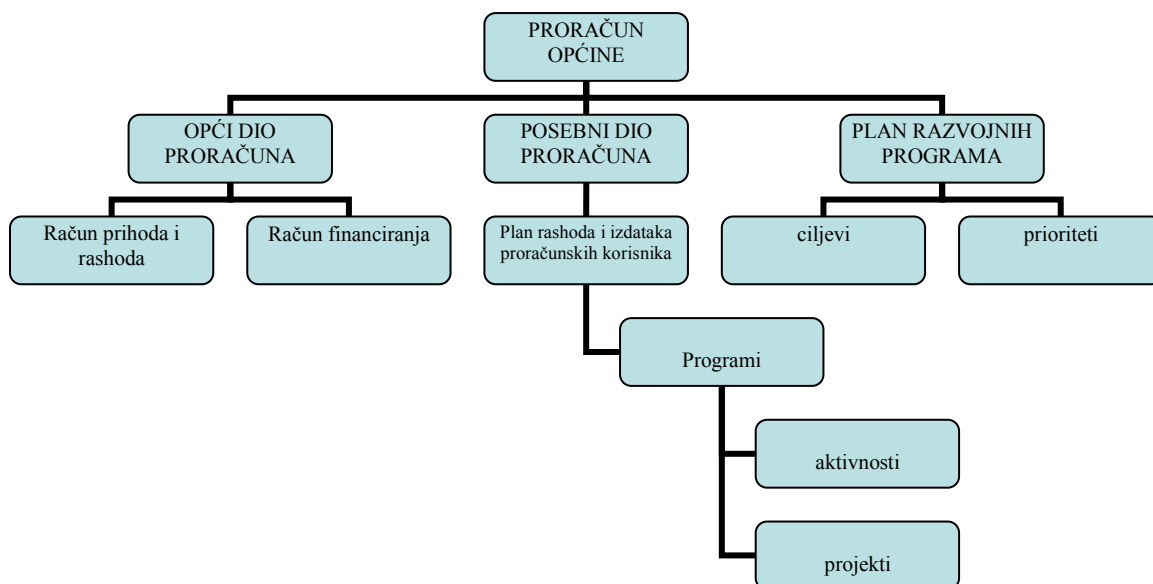 PRORAČUN
OPĆINE
OPĆI DIO
PRORAČUNA
POSEBNI DIO
PRORAČUNA
PLAN RAZVOJNIH
PROGRAMA
Račun prihoda i
rashoda
Račun financiranja
Plan rashoda i izdataka
proračunskih korisnika
ciljevi
prioriteti
Programi
aktivnosti
projekti